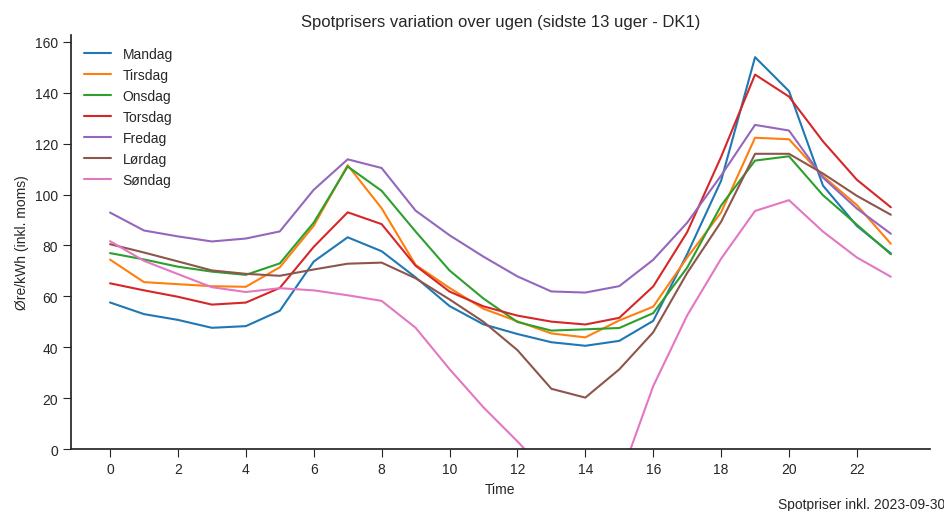 Spotprisers variation over ugen (sidste 13 uger - DK1)
Øre/kWh (inkl. moms)
160
140
120
100
80
60
40
20
0
Mandag
Tirsdag
Onsdag
Torsdag
Fredag
Lørdag
Søndag
0 2 4 6 8 10 12 14 16 18 20 22
Time
Spotpriser inkl. 2023-09-30